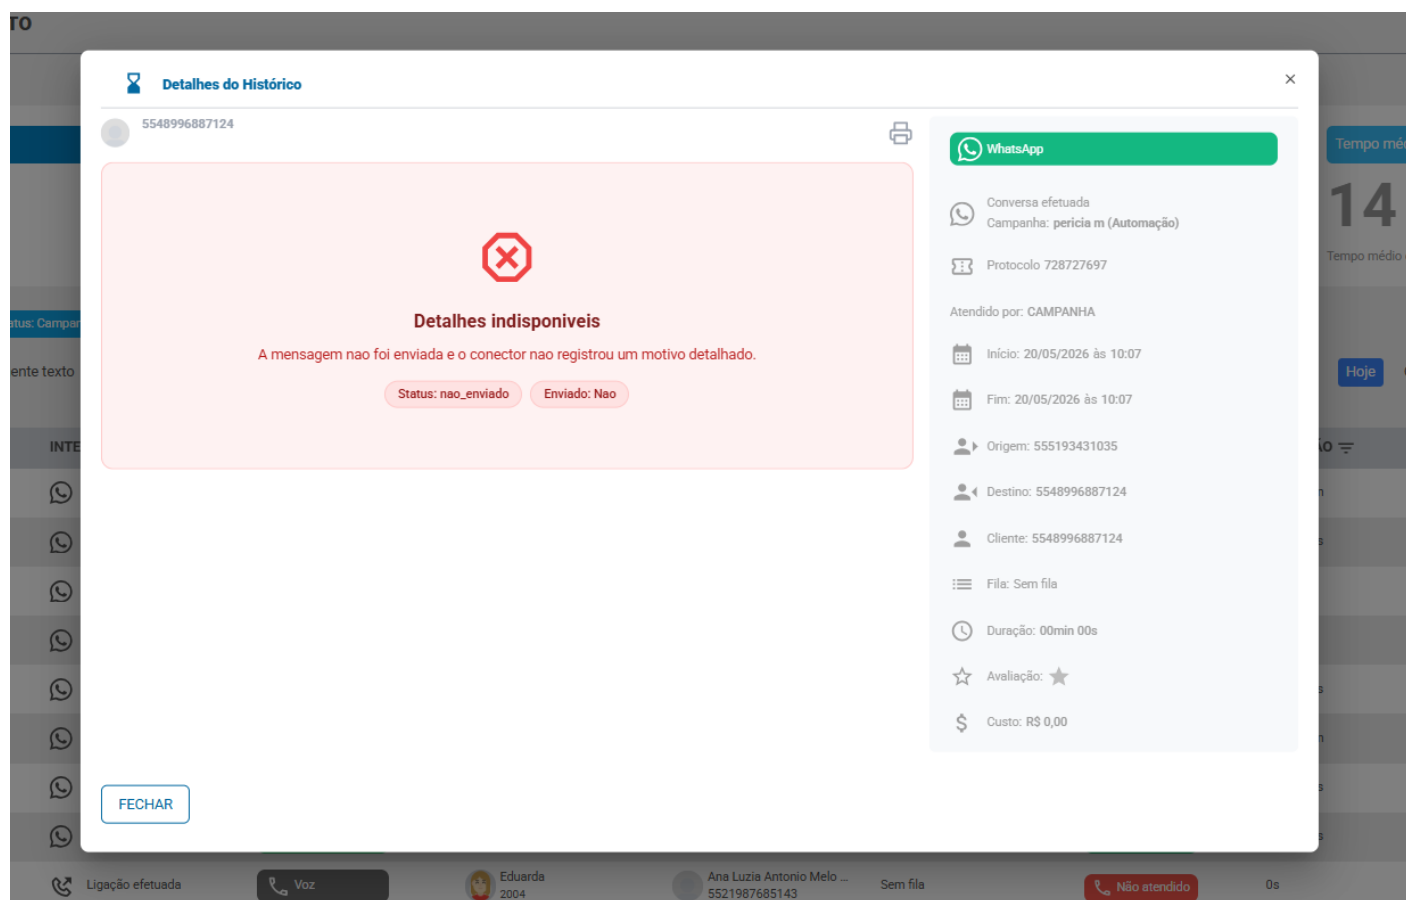 TO
Detalhes do Histórico
×
5548996887124
WhatsApp
Tempo
14
Tempo médio
Conversa efetuada
Campanha: pericia m (Automação)
Protocolo 728727697
Detalhes indisponiveis
Atendido por: CAMPANHA
A mensagem nao foi enviada e o conector nao registrou um motivo detalhado.
Início: 20/05/2026 às 10:07
ente texto
Hoje
Status: nao_enviado
Enviado: Nao
Fim: 20/05/2026 às 10:07
INTE
Origem: 555193431035
ÃO
Destino: 5548996887124
Cliente: 5548996887124
Fila: Sem fila
Duração: 00min 00s
Avaliação:
Custo: R$ 0,00
FECHAR
Ligação efetuada
Voz
Eduarda
2004
Ana Luzia Antonio Melo ...
5521987685143
Sem fila
Não atendido
0s